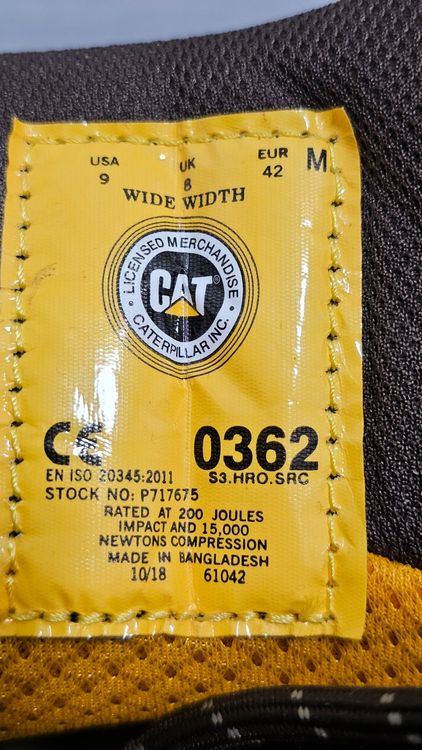 USA UK EUR M
9 8 42
WIDE WIDTH
LICENSED MERCHANDISE
CAT®
CATERPILLAR INC.
CE 0362
EN ISO 20345:2011 S3.HRO.SRC
STOCK NO: P717675
RATED AT 200 JOULES
IMPACT AND 15,000
NEWTONS COMPRESSION
MADE IN BANGLADESH
10/18 61042